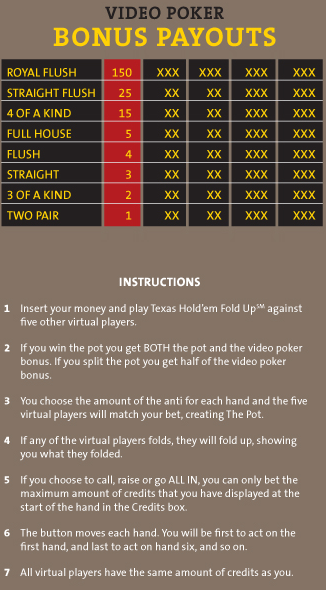 VIDEO POKER
BONUS PAYOUTS
ROYAL FLUSH 150 XXX XXX XXX XXX
STRAIGHT FLUSH 25 XX XX XXX XXX
4 OF A KIND 15 XX XX XXX XXX
FULL HOUSE 5 XX XX XXX XXX
FLUSH 4 XX XX XXX XXX
STRAIGHT 3 XX XX XXX XXX
3 OF A KIND 2 XX XX XXX XXX
TWO PAIR 1 XX XX XXX XXX
INSTRUCTIONS
1 Insert your money and play Texas Hold'em Fold Up℠ against
five other virtual players.
2 If you win the pot you get BOTH the pot and the video poker
bonus. If you split the pot you get half of the video poker
bonus.
3 You choose the amount of the anti for each hand and the five
virtual players will match your bet, creating The Pot.
4 If any of the virtual players folds, they will fold up, showing
you what they folded.
5 If you choose to call, raise or go ALL IN, you can only bet the
maximum amount of credits that you have displayed at the
start of the hand in the Credits box.
6 The button moves each hand. You will be first to act on the
first hand, and last to act on hand six, and so on.
7 All virtual players have the same amount of credits as you.